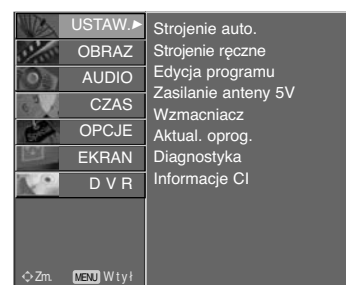 USTAW.
OBRAZ
AUDIO
CZAS
OPCJE
EKRAN
D V R
Strojenie auto.
Strojenie ręczne
Edycja programu
Zasilanie anteny 5V
Wzmacniacz
Aktual. oprog.
Diagnostyka
Informacje CI
Zm. MENU Wtył